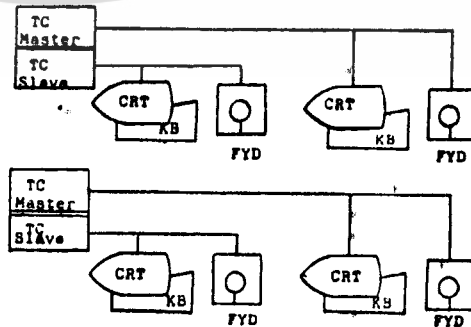 TC
Master
TC
Slave
CRT
KB
FYD
CRT
KB
FYD
TC
Master
TC
Slave
CRT
KB
FYD
CRT
KB
FYD